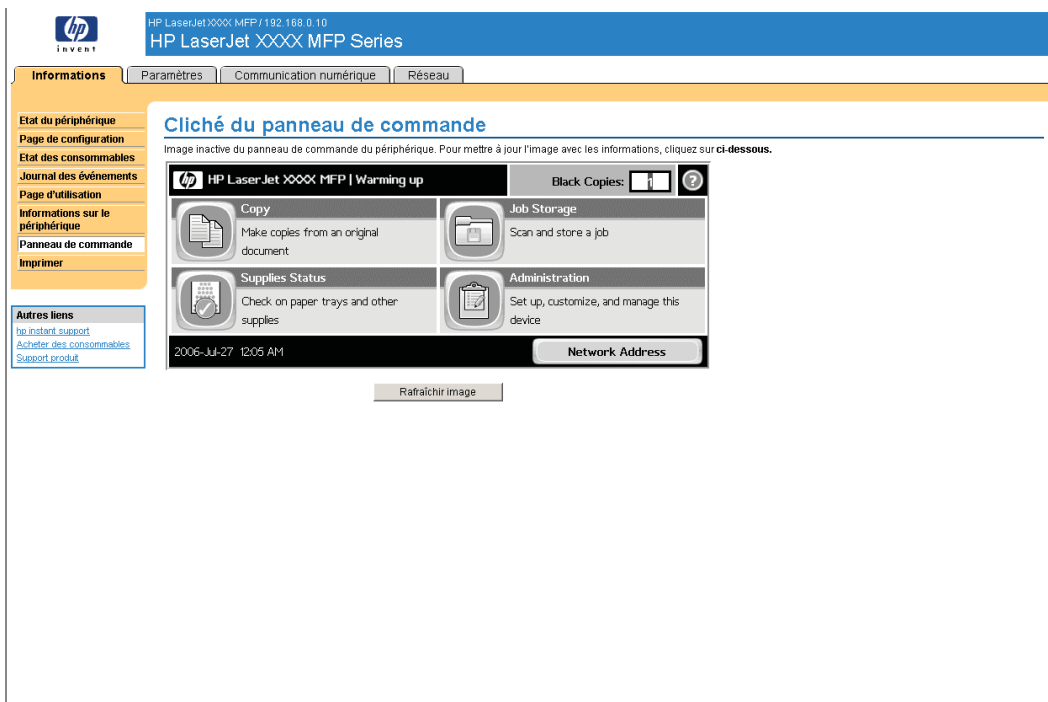 hp
invent
HP LaserJet XXXX MFP / 192.168.0.10
HP LaserJet XXXX MFP Series
Informations
Paramètres
Communication numérique
Réseau
Etat du périphérique
Page de configuration
Etat des consommables
Journal des événements
Page d'utilisation
Informations sur le
périphérique
Panneau de commande
Imprimer
Autres liens
hp instant support
Acheter des consommables
Support produit
Cliché du panneau de commande
Image inactive du panneau de commande du périphérique. Pour mettre à jour l'image avec les informations, cliquez sur ci-dessous.
hp HP LaserJet XXXX MFP | Warming up
Black Copies: 1 ?
Copy
Make copies from an original
document
Job Storage
Scan and store a job
Supplies Status
Check on paper trays and other
supplies
Administration
Set up, customize, and manage this
device
2006-Jul-27 12:05 AM
Network Address
Rafraîchir image